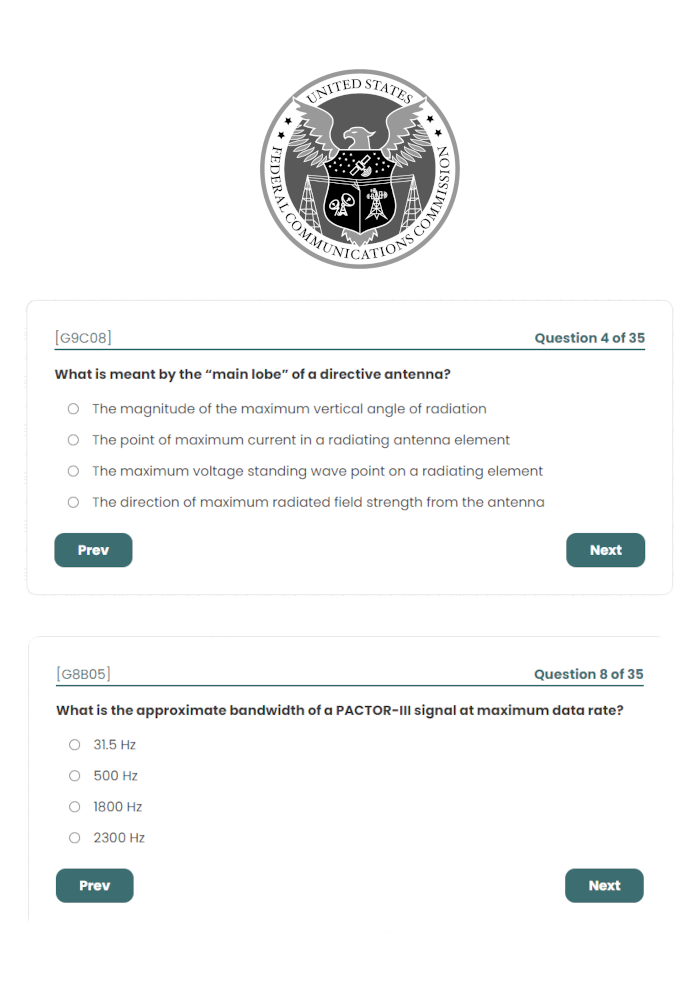 UNITED STATES
FEDERAL COMMUNICATIONS COMMISSION
[G9C08]
Question 4 of 35
What is meant by the “main lobe” of a directive antenna?
The magnitude of the maximum vertical angle of radiation
The point of maximum current in a radiating antenna element
The maximum voltage standing wave point on a radiating element
The direction of maximum radiated field strength from the antenna
Prev
Next
[G8B05]
Question 8 of 35
What is the approximate bandwidth of a PACTOR-III signal at maximum data rate?
31.5 Hz
500 Hz
1800 Hz
2300 Hz
Prev
Next